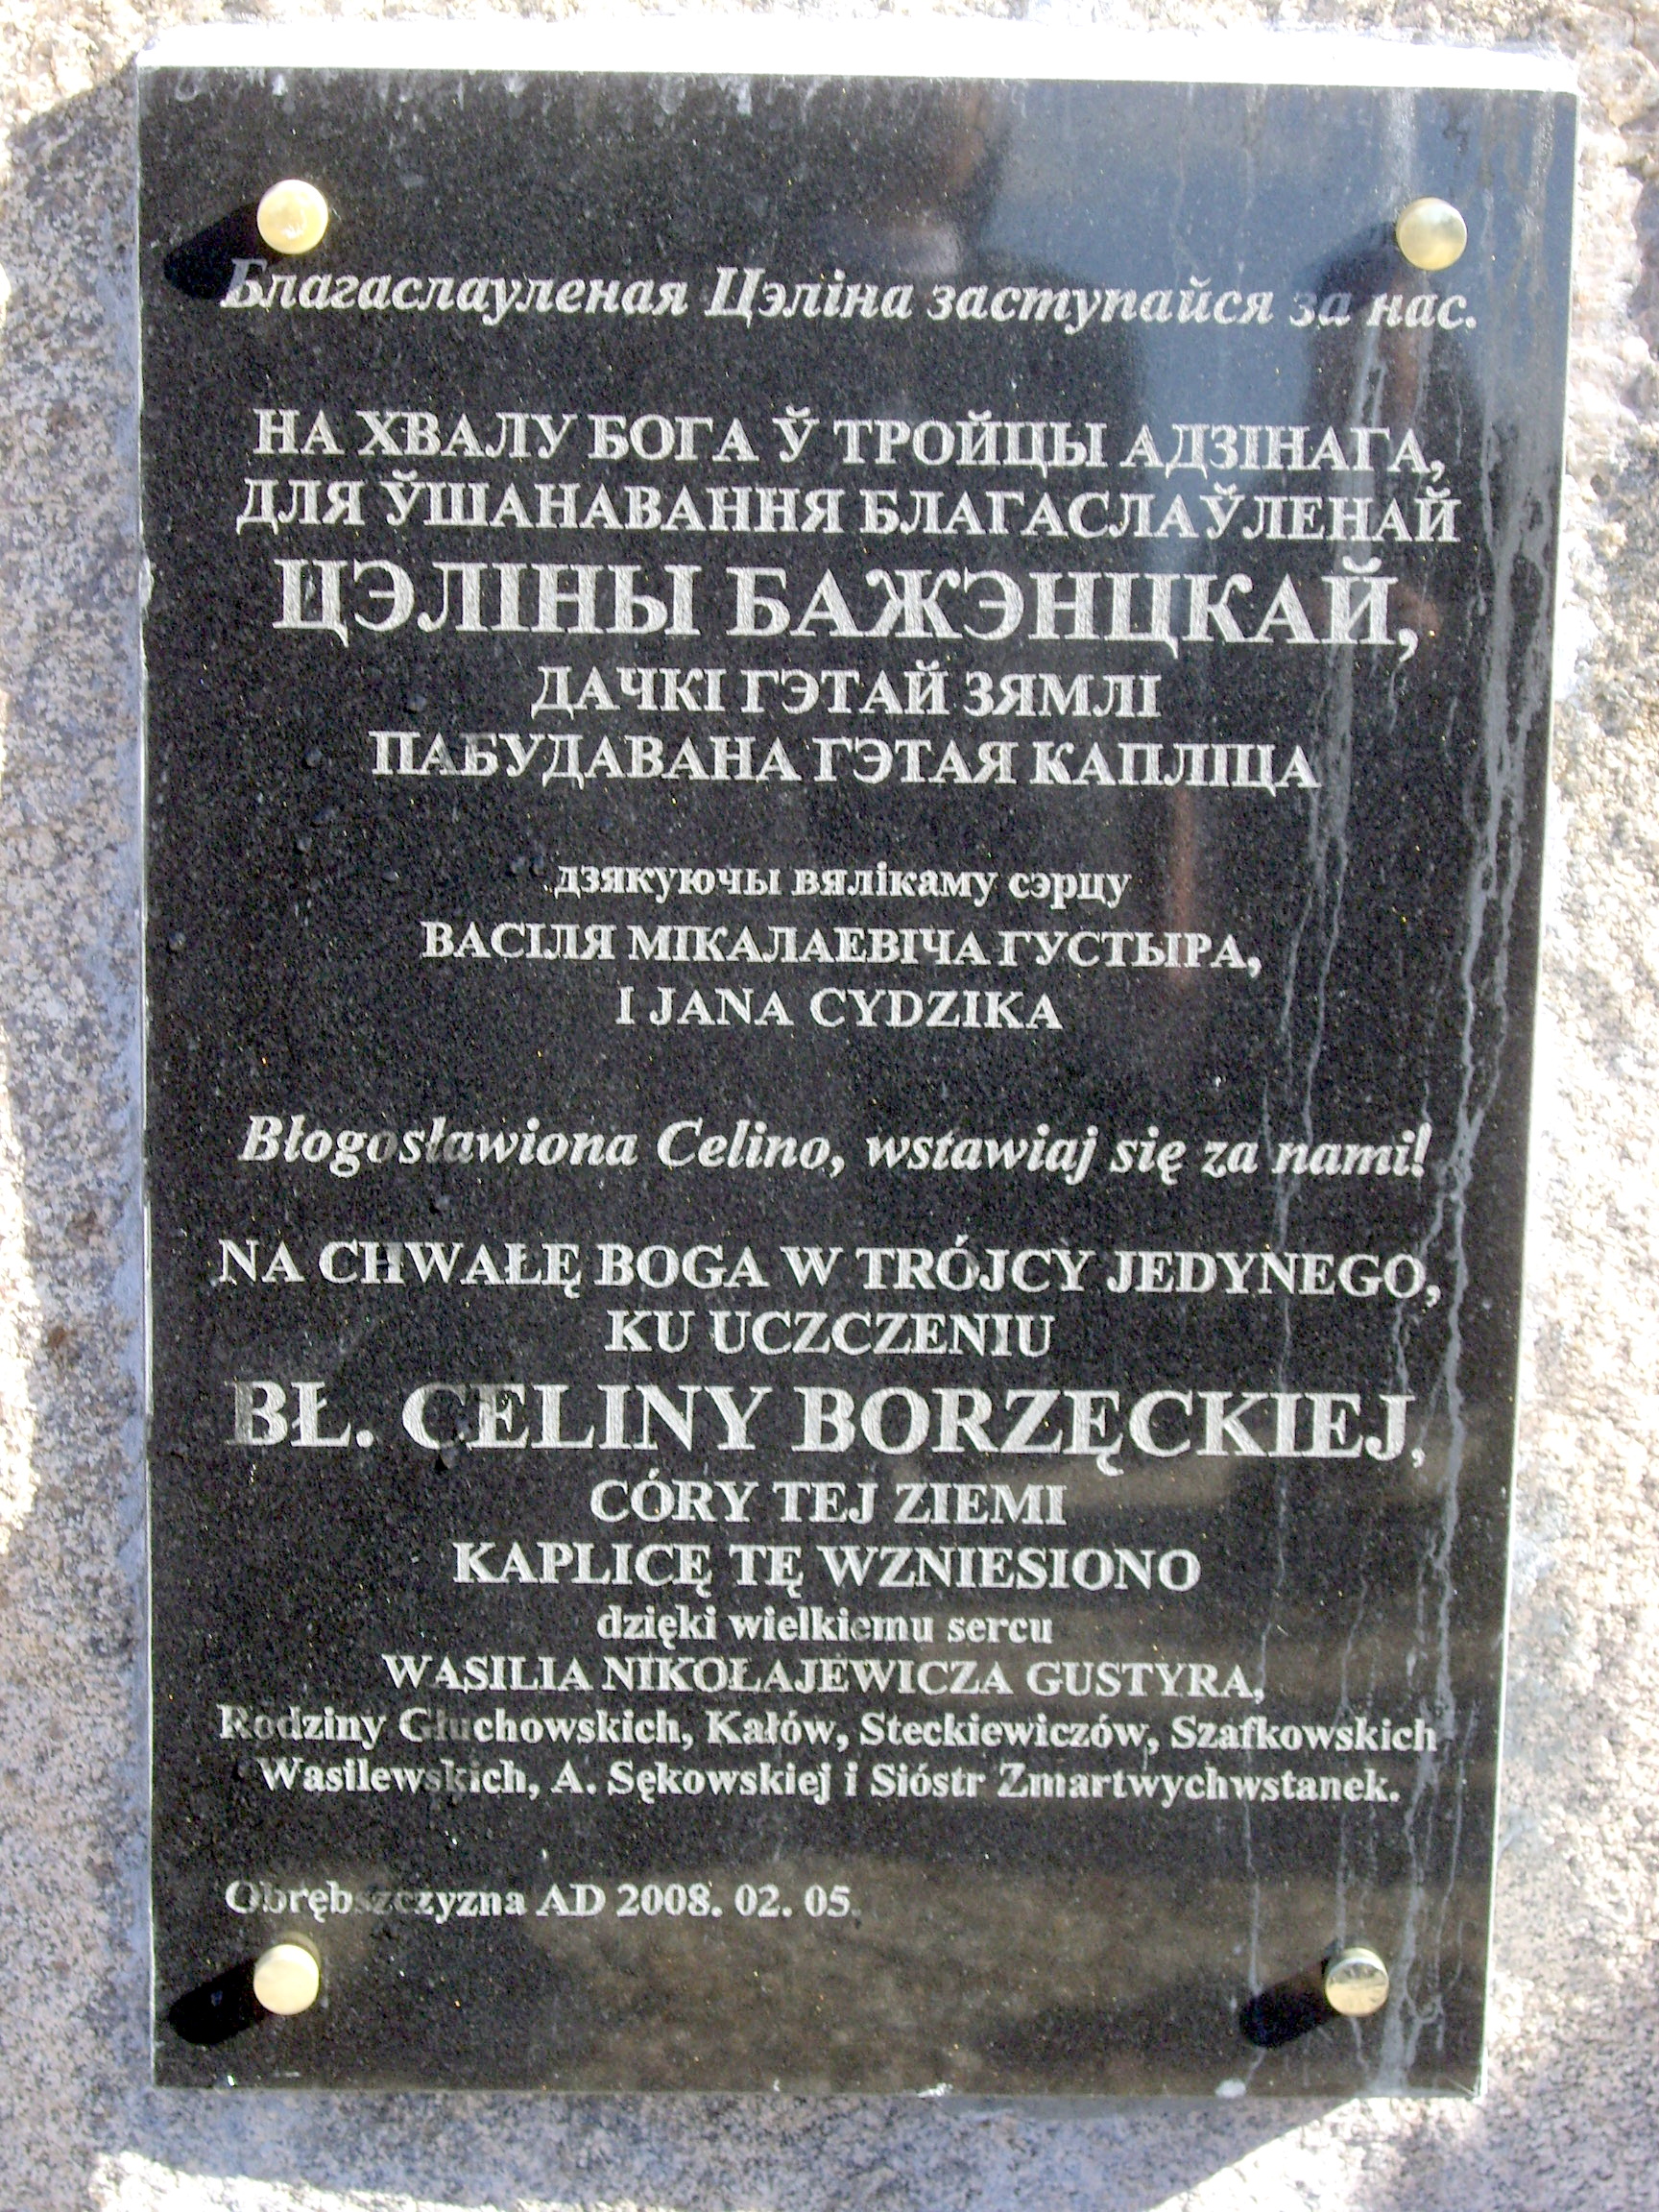 Благаслауленая Цэліна заступайся за нас.
НА ХВАЛУ БОГА Ў ТРОЙЦЫ АДЗІНАГА,
ДЛЯ ЎШАНАВАННЯ БЛАГАСЛАЎЛЕНАЙ
ЦЭЛІНЫ БАЖЭНЦКАЙ,
ДАЧКІ ГЭТАЙ ЗЯМЛІ
ПАБУДАВАНА ГЭТАЯ КАПЛІЦА
дзякуючы вялікаму сэрцу
ВАСІЛЯ МІКАЛАЕВІЧА ГУСТЫРА,
I JANA CYDZIKA
Błogosławiona Celino, wstawiaj się za nami!
NA CHWAŁĘ BOGA W TRÓJCY JEDYNEGO,
KU UCZCZENIU
BŁ. CELINY BORZĘCKIEJ,
CÓRY TEJ ZIEMI
KAPLICĘ TĘ WZNIESIONO
dzięki wielkiemu sercu
WASILIA NIKOŁAJEWICZA GUSTYRA,
Rodziny Głuchowskich, Kałów, Steckiewiczów, Szafkowskich
Wasilewskich, A. Sękowskiej i Sióstr Zmartwychwstanek.
Obrębszczyzna AD 2008. 02. 05.